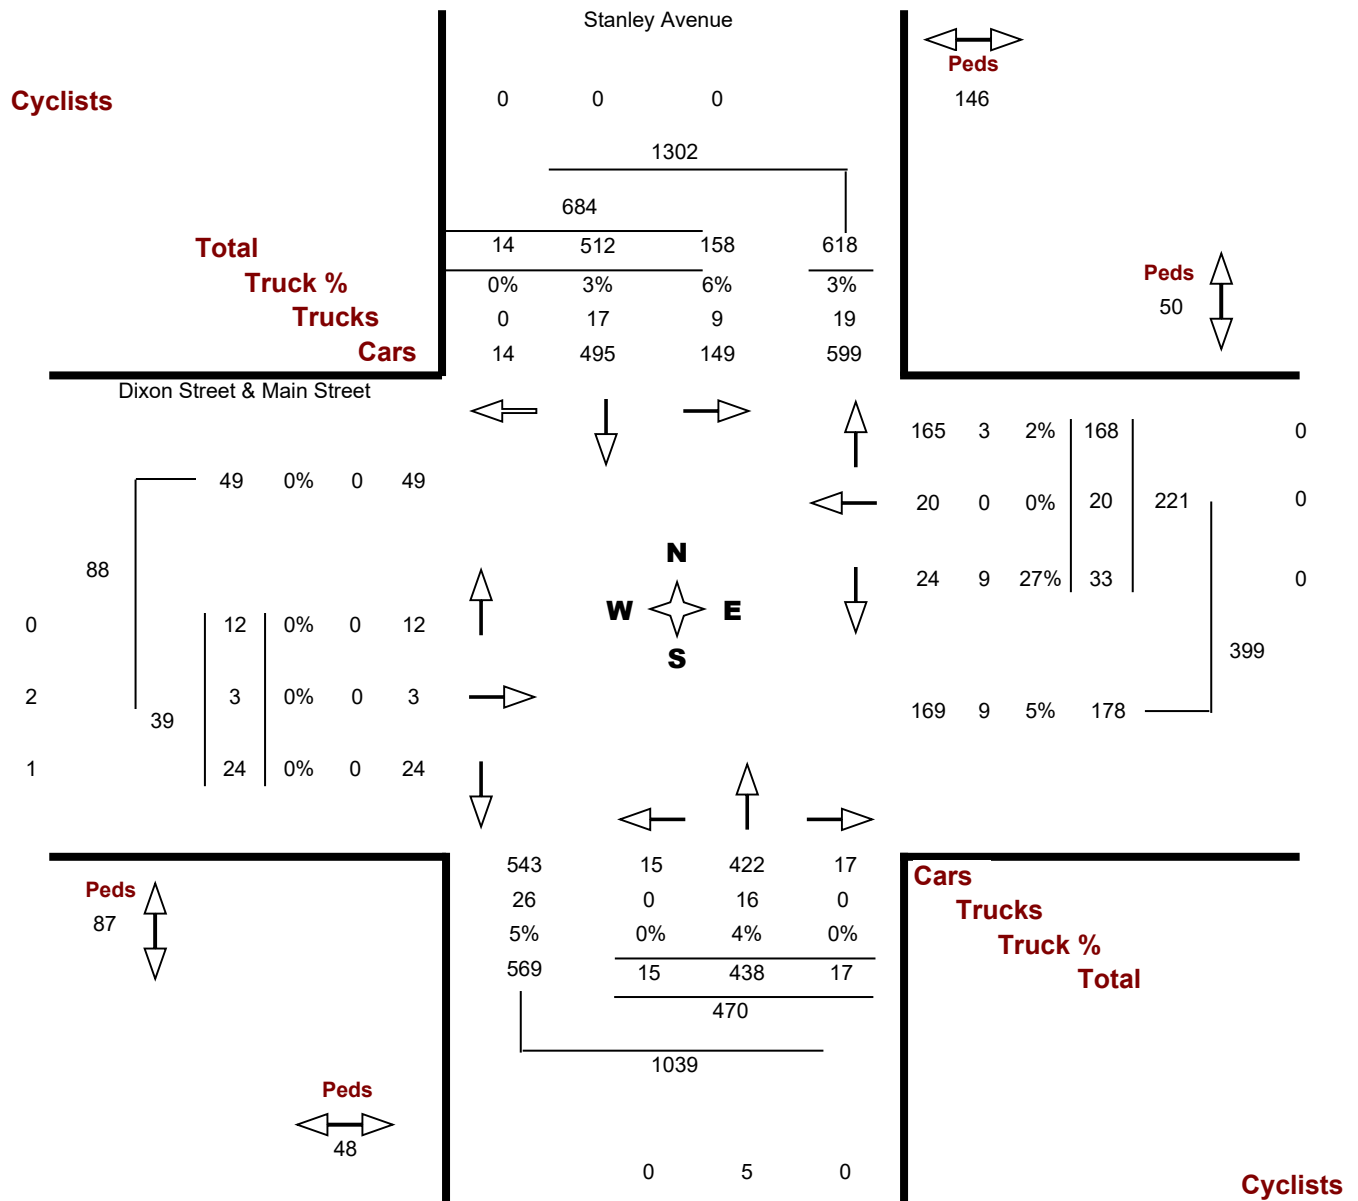 Stanley Avenue
Peds
Cyclists 0 0 0 146
1302
684
Total 14 512 158 618
Truck % 0% 3% 6% 3% Peds
Trucks 0 17 9 19 50
Cars 14 495 149 599
Dixon Street & Main Street
165 3 2% 168 0
49 0% 0 49
20 0 0% 20 221 0
N
88
24 9 27% 33 0
W E
0 12 0% 0 12
S
399
2 3 0% 0 3
39 169 9 5% 178
1 24 0% 0 24
543 15 422 17
Cars
Peds
26 0 16 0
Trucks
87
5% 0% 4% 0%
Truck %
569 15 438 17
Total
470
1039
Peds
48
0 5 0
Cyclists